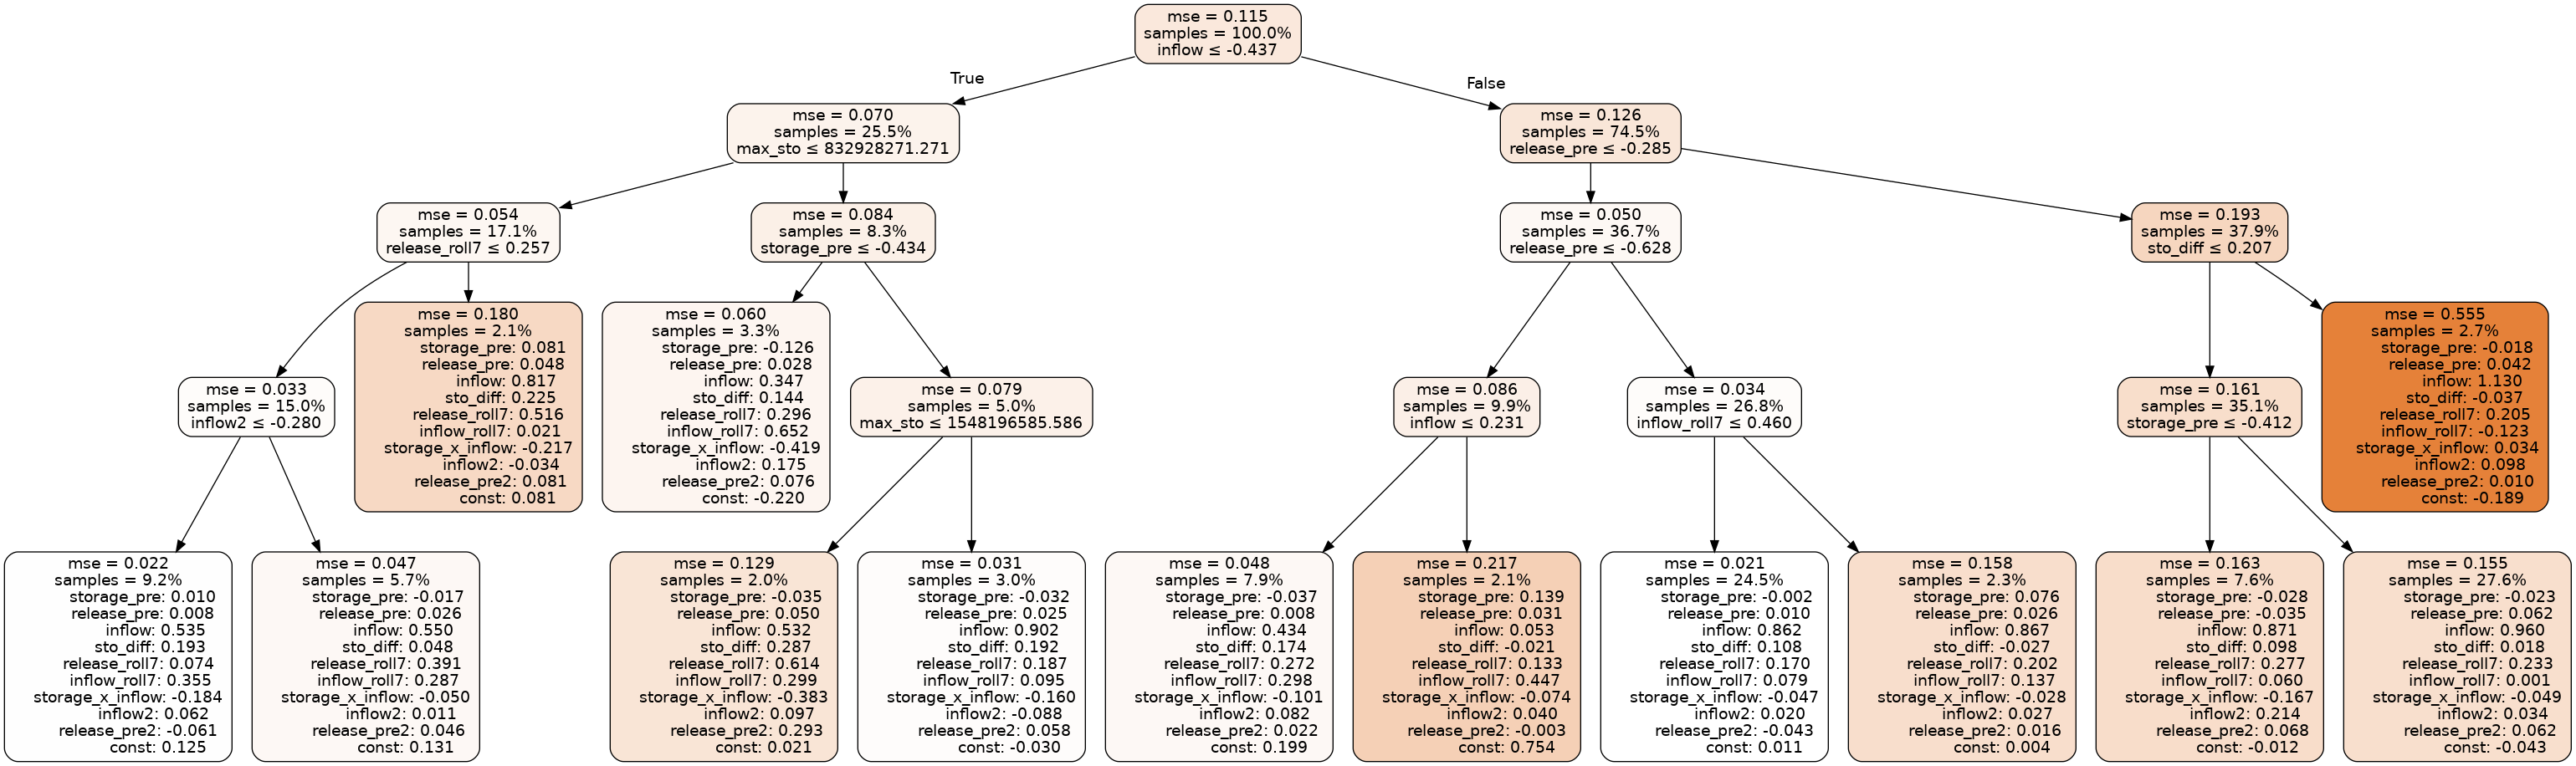 mse = 0.115
samples = 100.0%
inflow ≤ -0.437
True
False
mse = 0.070
samples = 25.5%
max_sto ≤ 832928271.271
mse = 0.126
samples = 74.5%
release_pre ≤ -0.285
mse = 0.054
samples = 17.1%
release_roll7 ≤ 0.257
mse = 0.084
samples = 8.3%
storage_pre ≤ -0.434
mse = 0.050
samples = 36.7%
release_pre ≤ -0.628
mse = 0.193
samples = 37.9%
sto_diff ≤ 0.207
mse = 0.180
samples = 2.1%
storage_pre: 0.081
release_pre: 0.048
inflow: 0.817
sto_diff: 0.225
release_roll7: 0.516
inflow_roll7: 0.021
storage_x_inflow: -0.217
inflow2: -0.034
release_pre2: 0.081
const: 0.081
mse = 0.060
samples = 3.3%
storage_pre: -0.126
release_pre: 0.028
inflow: 0.347
sto_diff: 0.144
release_roll7: 0.296
inflow_roll7: 0.652
storage_x_inflow: -0.419
inflow2: 0.175
release_pre2: 0.076
const: -0.220
mse = 0.555
samples = 2.7%
storage_pre: -0.018
release_pre: 0.042
inflow: 1.130
sto_diff: -0.037
release_roll7: 0.205
inflow_roll7: -0.123
storage_x_inflow: 0.034
inflow2: 0.098
release_pre2: 0.010
const: -0.189
mse = 0.033
samples = 15.0%
inflow2 ≤ -0.280
mse = 0.079
samples = 5.0%
max_sto ≤ 1548196585.586
mse = 0.086
samples = 9.9%
inflow ≤ 0.231
mse = 0.034
samples = 26.8%
inflow_roll7 ≤ 0.460
mse = 0.161
samples = 35.1%
storage_pre ≤ -0.412
mse = 0.022
samples = 9.2%
storage_pre: 0.010
release_pre: 0.008
inflow: 0.535
sto_diff: 0.193
release_roll7: 0.074
inflow_roll7: 0.355
storage_x_inflow: -0.184
inflow2: 0.062
release_pre2: -0.061
const: 0.125
mse = 0.047
samples = 5.7%
storage_pre: -0.017
release_pre: 0.026
inflow: 0.550
sto_diff: 0.048
release_roll7: 0.391
inflow_roll7: 0.287
storage_x_inflow: -0.050
inflow2: 0.011
release_pre2: 0.046
const: 0.131
mse = 0.129
samples = 2.0%
storage_pre: -0.035
release_pre: 0.050
inflow: 0.532
sto_diff: 0.287
release_roll7: 0.614
inflow_roll7: 0.299
storage_x_inflow: -0.383
inflow2: 0.097
release_pre2: 0.293
const: 0.021
mse = 0.031
samples = 3.0%
storage_pre: -0.032
release_pre: 0.025
inflow: 0.902
sto_diff: 0.192
release_roll7: 0.187
inflow_roll7: 0.095
storage_x_inflow: -0.160
inflow2: -0.088
release_pre2: 0.058
const: -0.030
mse = 0.048
samples = 7.9%
storage_pre: -0.037
release_pre: 0.008
inflow: 0.434
sto_diff: 0.174
release_roll7: 0.272
inflow_roll7: 0.298
storage_x_inflow: -0.101
inflow2: 0.082
release_pre2: 0.022
const: 0.199
mse = 0.217
samples = 2.1%
storage_pre: 0.139
release_pre: 0.031
inflow: 0.053
sto_diff: -0.021
release_roll7: 0.133
inflow_roll7: 0.447
storage_x_inflow: -0.074
inflow2: 0.040
release_pre2: -0.003
const: 0.754
mse = 0.021
samples = 24.5%
storage_pre: -0.002
release_pre: 0.010
inflow: 0.862
sto_diff: 0.108
release_roll7: 0.170
inflow_roll7: 0.079
storage_x_inflow: -0.047
inflow2: 0.020
release_pre2: -0.043
const: 0.011
mse = 0.158
samples = 2.3%
storage_pre: 0.076
release_pre: 0.026
inflow: 0.867
sto_diff: -0.027
release_roll7: 0.202
inflow_roll7: 0.137
storage_x_inflow: -0.028
inflow2: 0.027
release_pre2: 0.016
const: 0.004
mse = 0.163
samples = 7.6%
storage_pre: -0.028
release_pre: -0.035
inflow: 0.871
sto_diff: 0.098
release_roll7: 0.277
inflow_roll7: 0.060
storage_x_inflow: -0.167
inflow2: 0.214
release_pre2: 0.068
const: -0.012
mse = 0.155
samples = 27.6%
storage_pre: -0.023
release_pre: 0.062
inflow: 0.960
sto_diff: 0.018
release_roll7: 0.233
inflow_roll7: 0.001
storage_x_inflow: -0.049
inflow2: 0.034
release_pre2: 0.062
const: -0.043